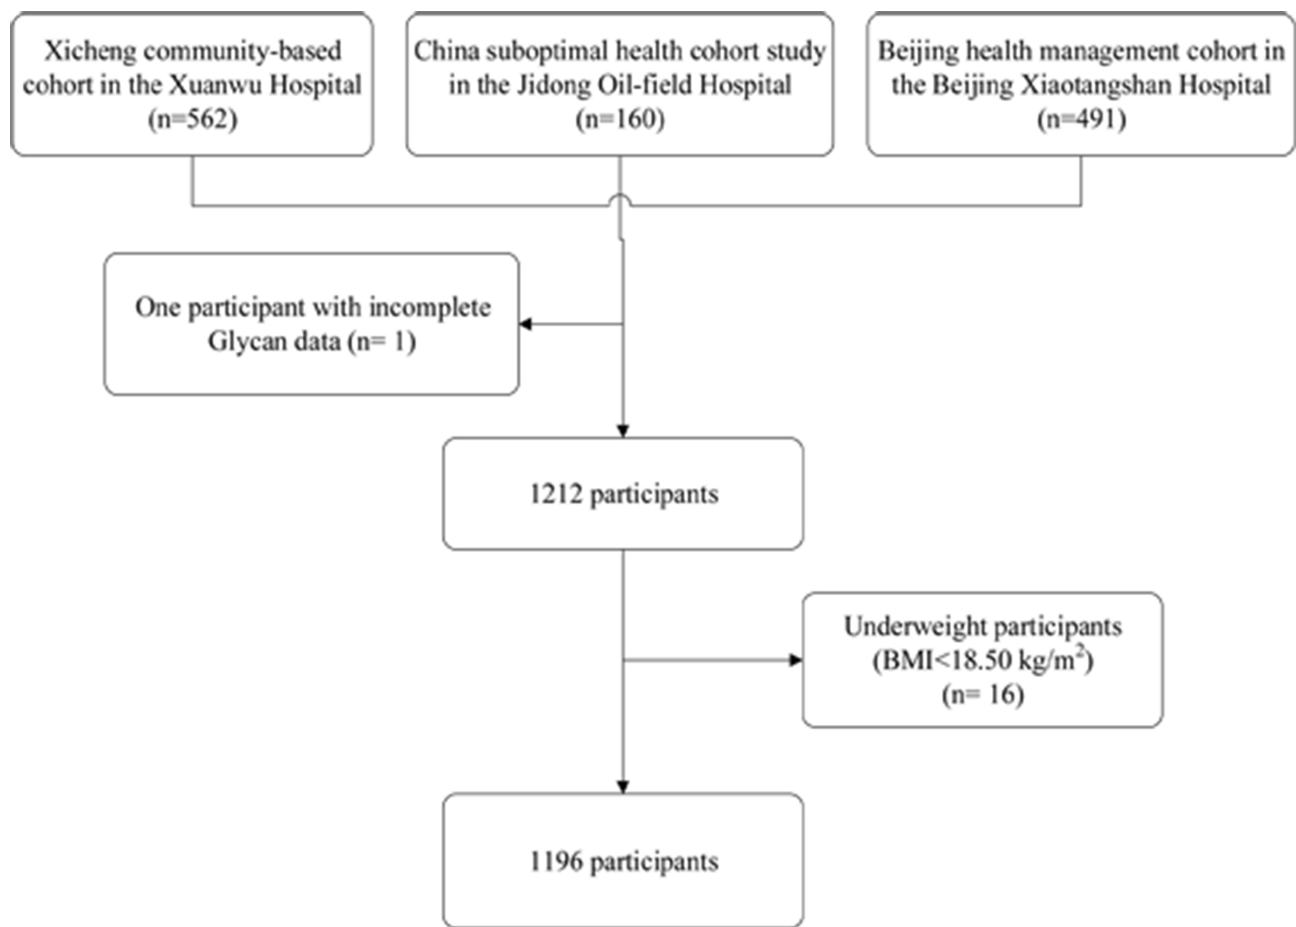 Xicheng community-based
cohort in the Xuanwu Hospital
(n=562)
China suboptimal health cohort study
in the Jidong Oil-field Hospital
(n=160)
Beijing health management cohort in
the Beijing Xiaotangshan Hospital
(n=491)
One participant with incomplete
Glycan data (n= 1)
1212 participants
Underweight participants
(BMI<18.50 kg/m²)
(n= 16)
1196 participants